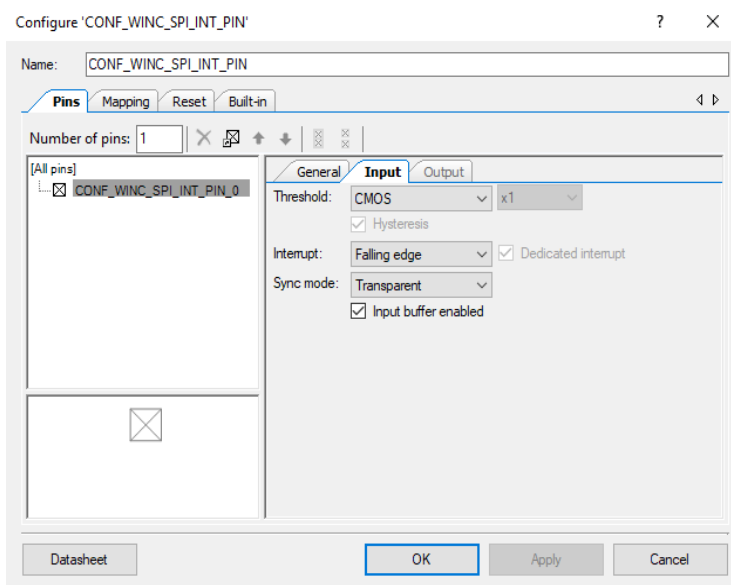 Configure 'CONF_WINC_SPI_INT_PIN'
Name: CONF_WINC_SPI_INT_PIN
Pins Mapping Reset Built-in
Number of pins: 1
[All pins]
CONF_WINC_SPI_INT_PIN_0
General Input Output
Threshold: CMOS x1
Hysteresis
Interrupt: Falling edge Dedicated interrupt
Sync mode: Transparent
Input buffer enabled
Datasheet OK Apply Cancel